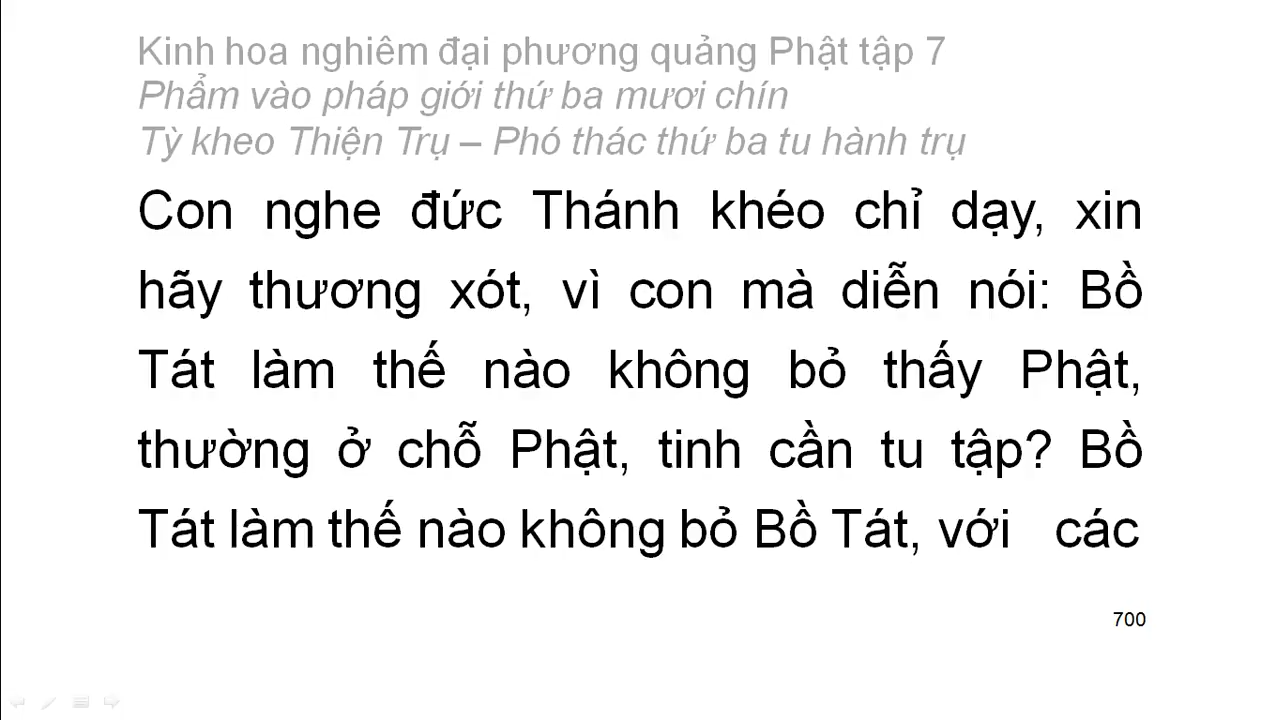 Kinh hoa nghiêm đại phương quảng Phật tập 7
Phẩm vào pháp giới thứ ba mươi chín
Tỳ kheo Thiện Trụ – Phó thác thứ ba tu hành trụ
Con nghe đức Thánh khéo chỉ dạy, xin
hãy thương xót, vì con mà diễn nói: Bồ
Tát làm thế nào không bỏ thấy Phật,
thường ở chỗ Phật, tinh cần tu tập? Bồ
Tát làm thế nào không bỏ Bồ Tát, với các
700